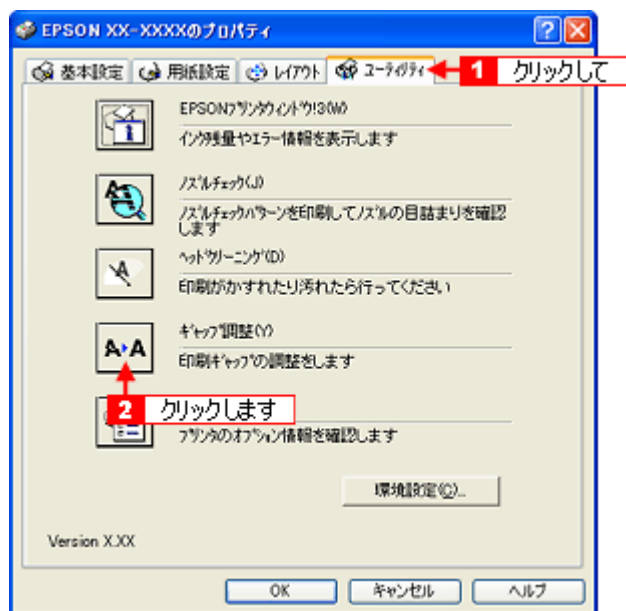 EPSON XX-XXXXのプロパティ
基本設定 用紙設定 レイアウト ユーティリティ 1 クリックして
EPSONプリンタウィンドウ!3(W)
インク残量やエラー情報を表示します
ノズルチェック(J)
ノズルチェックパターンを印刷してノズルの目詰まりを確認
します
ヘッドクリーニング(D)
印刷がかすれたり汚れたら行ってください
ギャップ調整(Y)
A A
印刷ギャップの調整をします
2 クリックします
プリンタのオプション情報を確認します
環境設定(C)...
Version X.XX
OK キャンセル ヘルプ